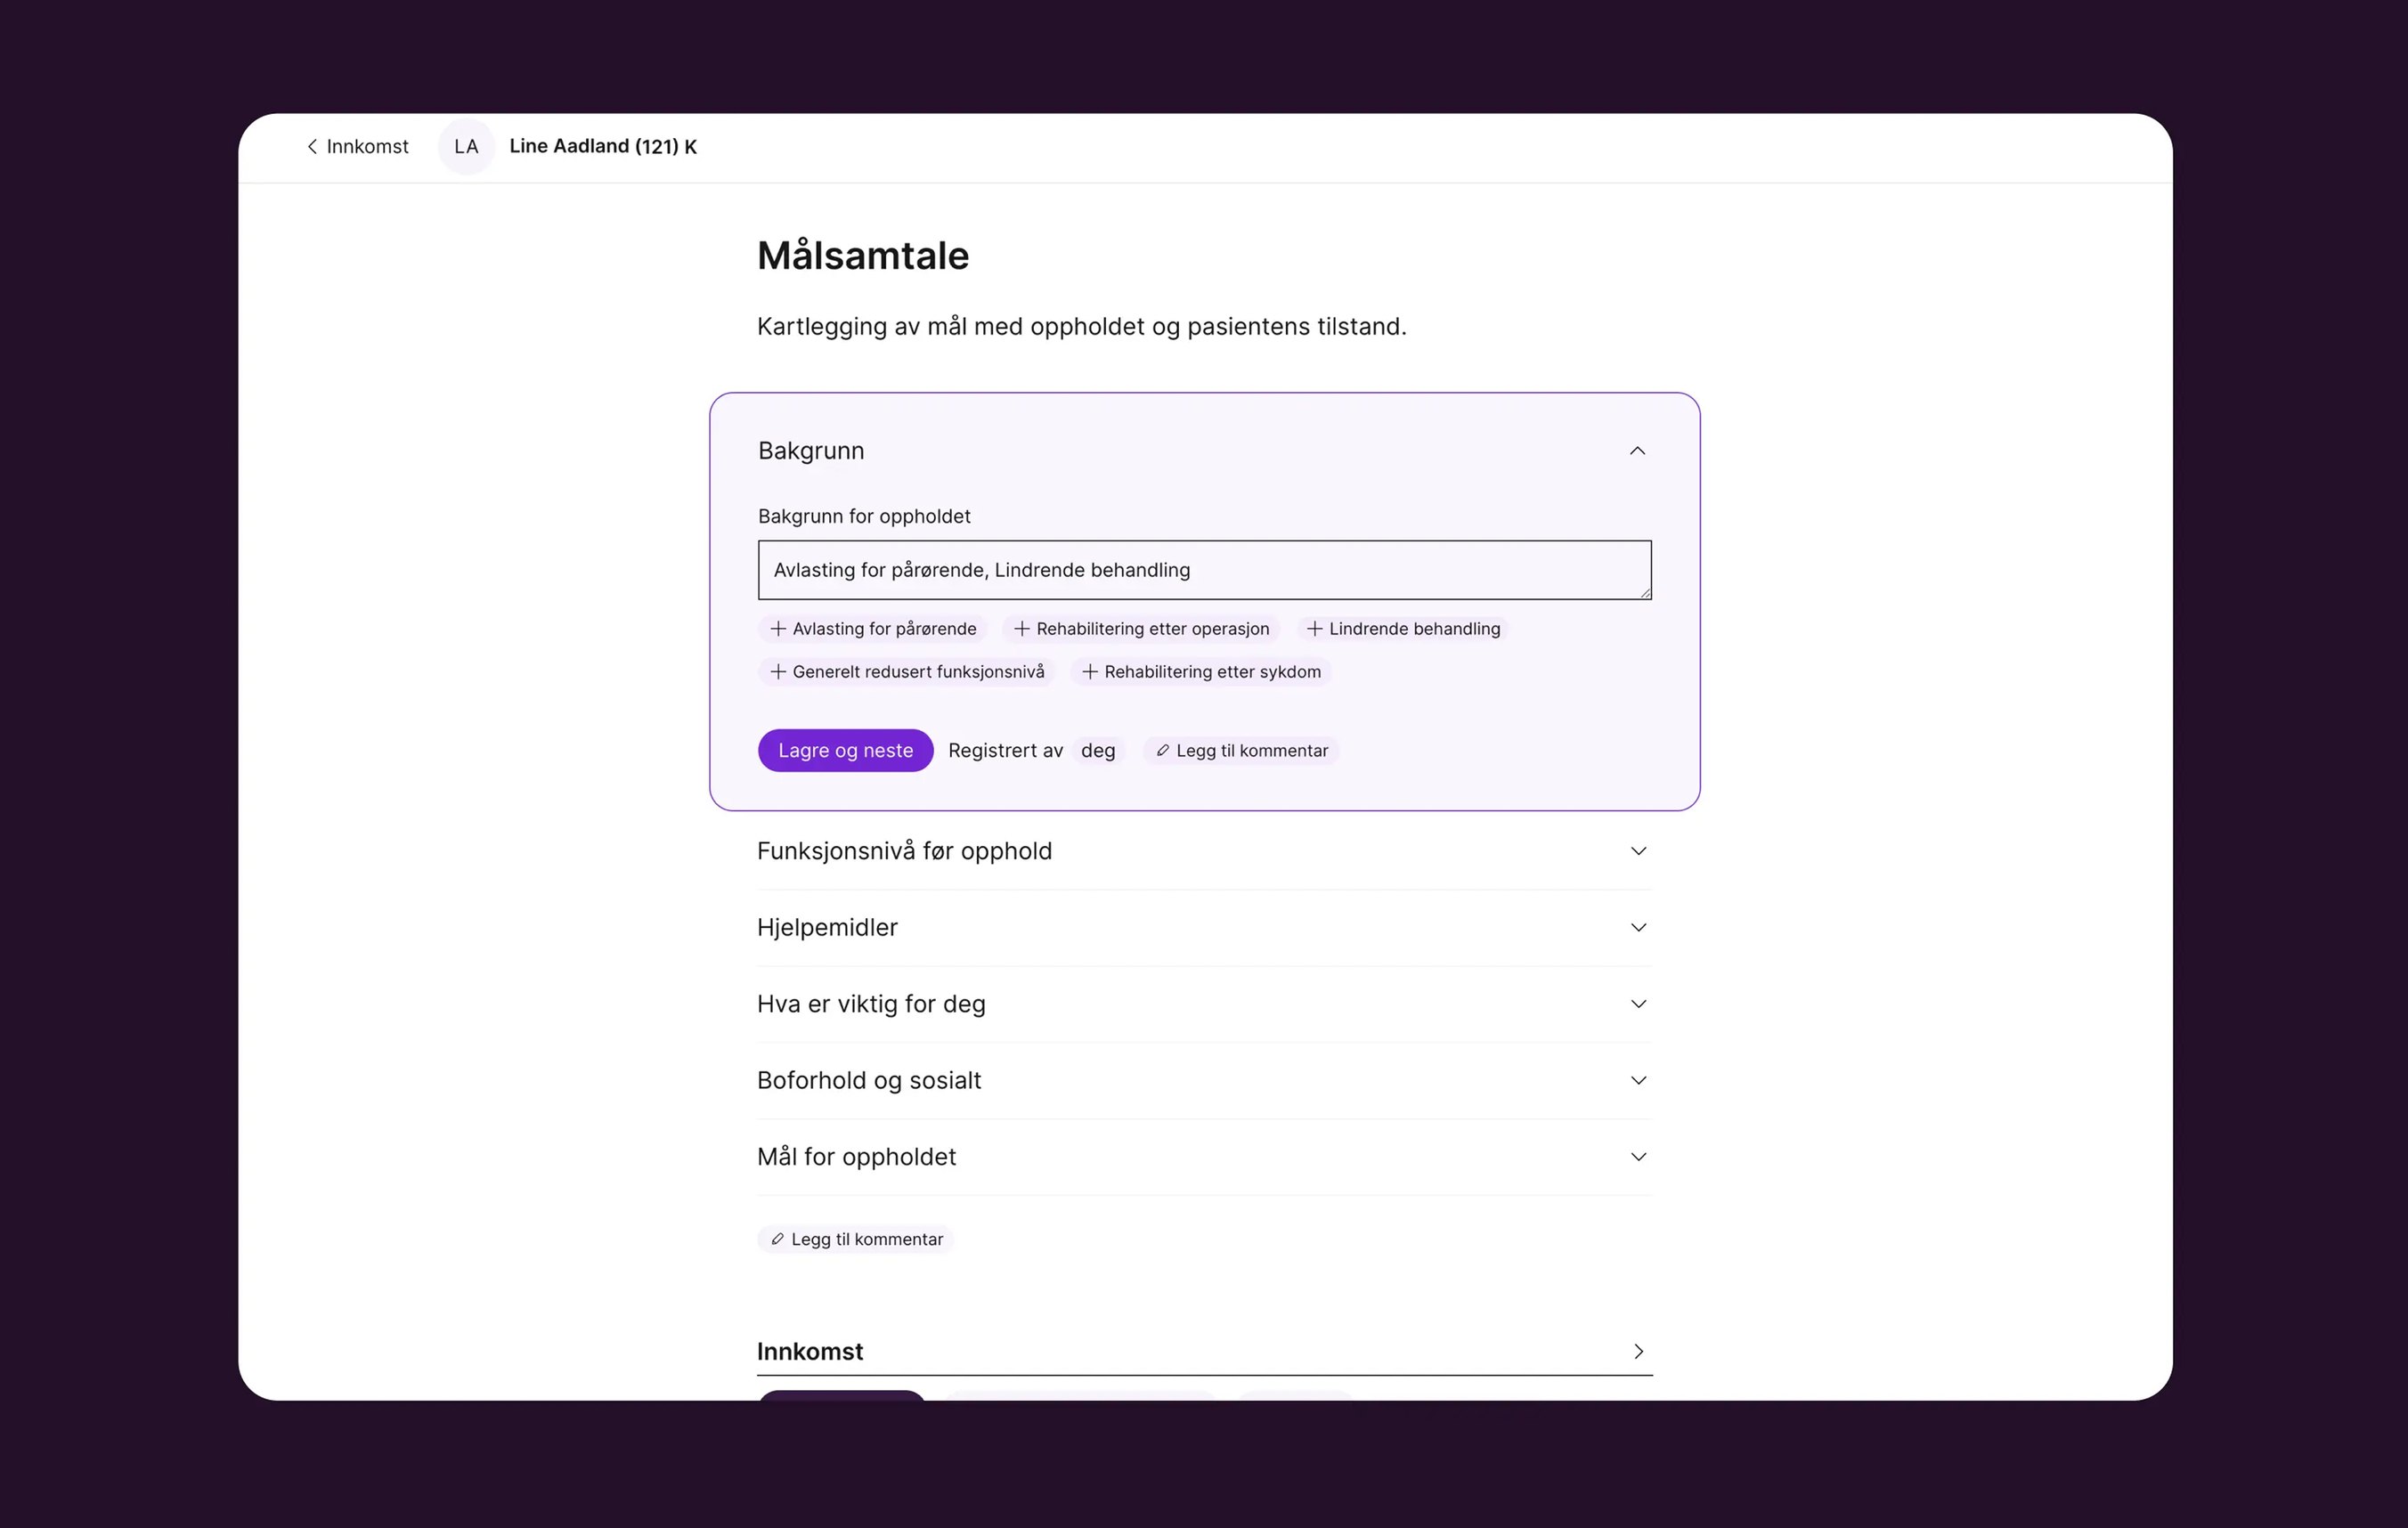 Innkomst LA Line Aadland (121) K
Målsamtale
Kartlegging av mål med oppholdet og pasientens tilstand.
Bakgrunn
Bakgrunn for oppholdet
Avlasting for pårørende, Lindrende behandling
Avlasting for pårørende Rehabilitering etter operasjon Lindrende behandling
Generelt redusert funksjonsnivå Rehabilitering etter sykdom
Lagre og neste Registrert av deg Legg til kommentar
Funksjonsnivå før opphold
Hjelpemidler
Hva er viktig for deg
Boforhold og sosialt
Mål for oppholdet
Legg til kommentar
Innkomst